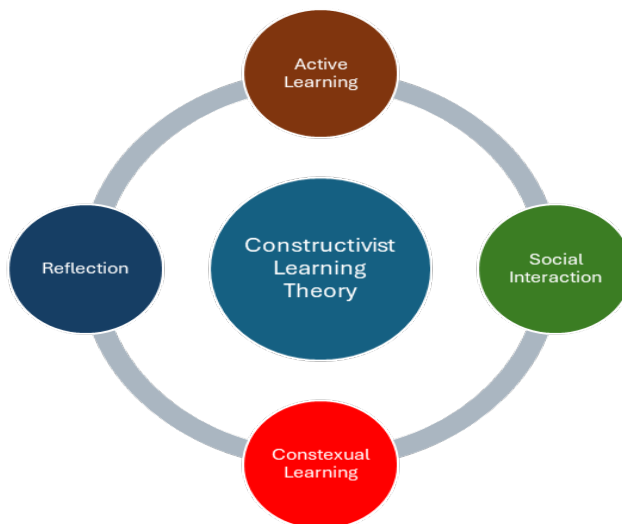 Active
Learning
Constructivist
Learning
Theory
Reflection
Social
Interaction
Constexual
Learning